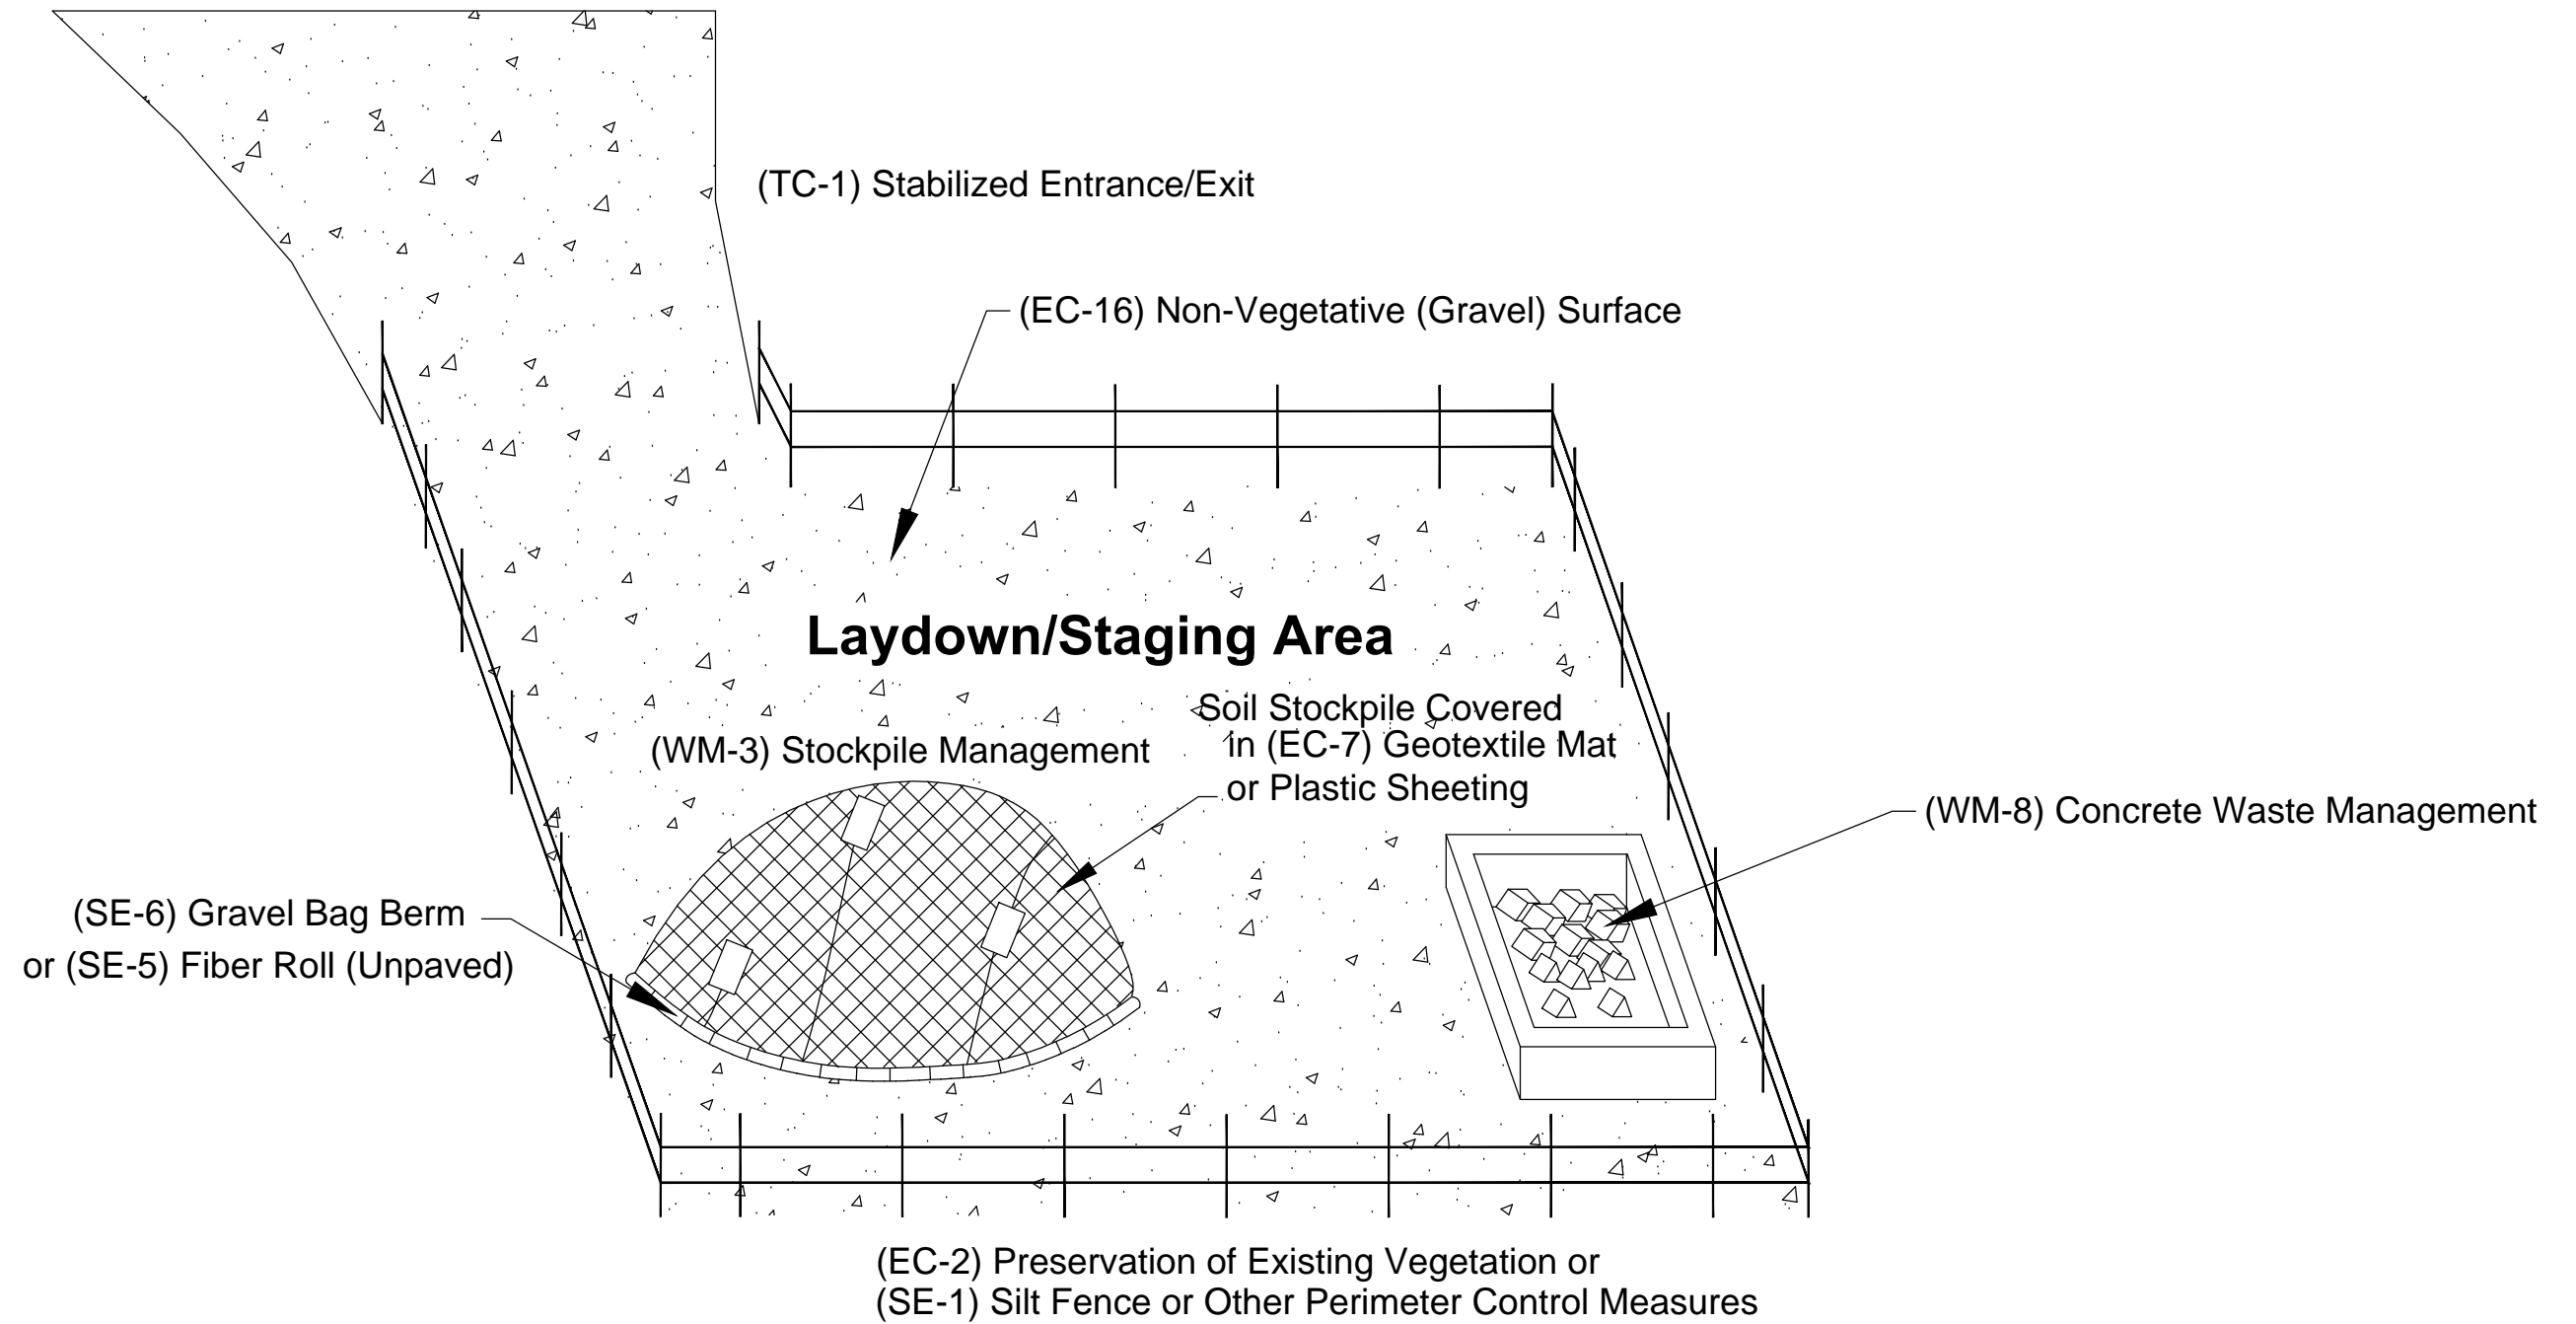 (TC-1) Stabilized Entrance/Exit
(EC-16) Non-Vegetative (Gravel) Surface
Laydown/Staging Area
Soil Stockpile Covered
in (EC-7) Geotextile Mat
or Plastic Sheeting
(WM-3) Stockpile Management
(WM-8) Concrete Waste Management
(SE-6) Gravel Bag Berm
or (SE-5) Fiber Roll (Unpaved)
(EC-2) Preservation of Existing Vegetation or
(SE-1) Silt Fence or Other Perimeter Control Measures